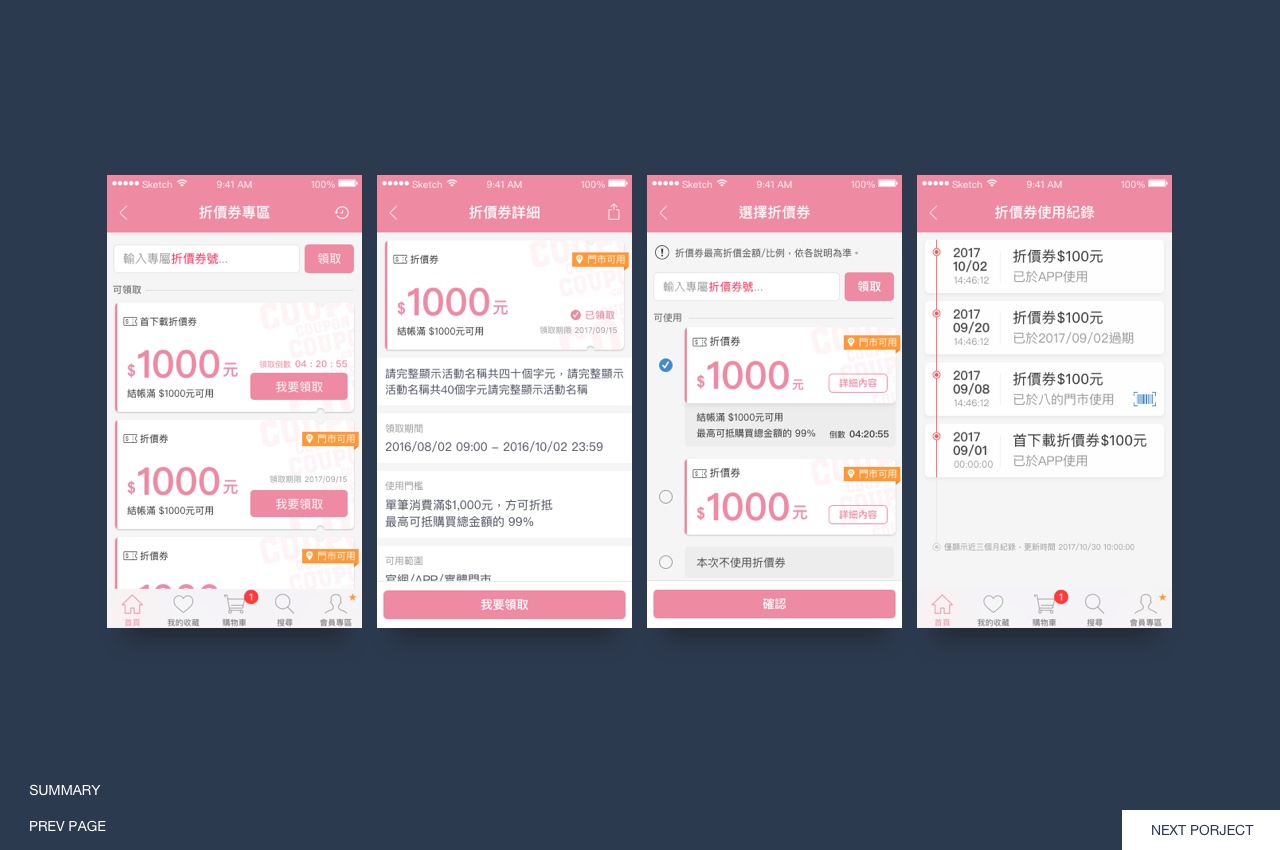 Sketch 9:41 AM 100%
折價券專區
輸入專屬折價券號... 領取
可領取
首下載折價券
$1000元
領取倒數 04 : 20 : 55
結帳滿 $1000元可用
我要領取
折價券
門市可用
$1000元
領取期限 2017/09/15
結帳滿 $1000元可用
我要領取
折價券
門市可用
1
首頁 我的收藏 購物車 搜尋 會員專區
Sketch 9:41 AM 100%
折價券詳細
折價券
門市可用
$1000元
已領取
結帳滿 $1000元可用
領取期限 2017/09/15
請完整顯示活動名稱共四十個字元，請完整顯示
活動名稱共40個字元請完整顯示活動名稱
領取期間
2016/08/02 09:00 – 2016/10/02 23:59
使用門檻
單筆消費滿$1,000元，方可折抵
最高可抵購買總金額的 99%
可用範圍
官網/APP/實體門市
我要領取
Sketch 9:41 AM 100%
選擇折價券
折價券最高折價金額/比例，依各說明為準。
輸入專屬折價券號... 領取
可使用
折價券
門市可用
$1000元
詳細內容
結帳滿 $1000元可用
最高可抵購買總金額的 99% 倒數 04:20:55
折價券
門市可用
$1000元
詳細內容
本次不使用折價券
確認
Sketch 9:41 AM 100%
折價券使用紀錄
2017
10/02
14:46:12
折價券$100元
已於APP使用
2017
09/20
14:46:12
折價券$100元
已於2017/09/02過期
2017
09/08
14:46:12
折價券$100元
已於八的門市使用
2017
09/01
00:00:00
首下載折價券$100元
已於APP使用
僅顯示近三個月紀錄，更新時間 2017/10/30 10:00:00
1
首頁 我的收藏 購物車 搜尋 會員專區
SUMMARY
PREV PAGE
NEXT PORJECT